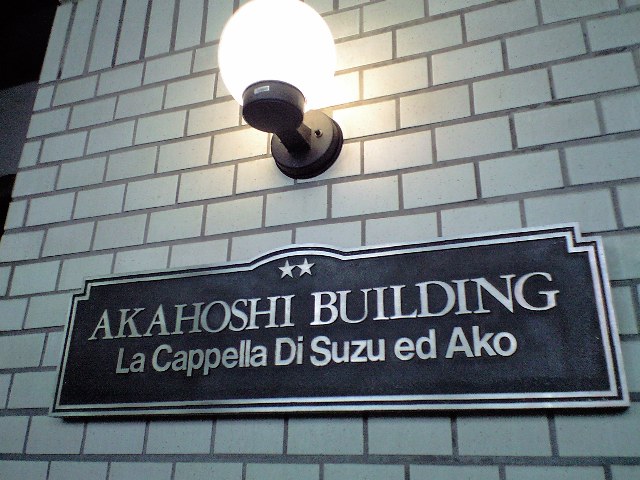 AKAHOSHI BUILDING
La Cappella Di Suzu ed Ako